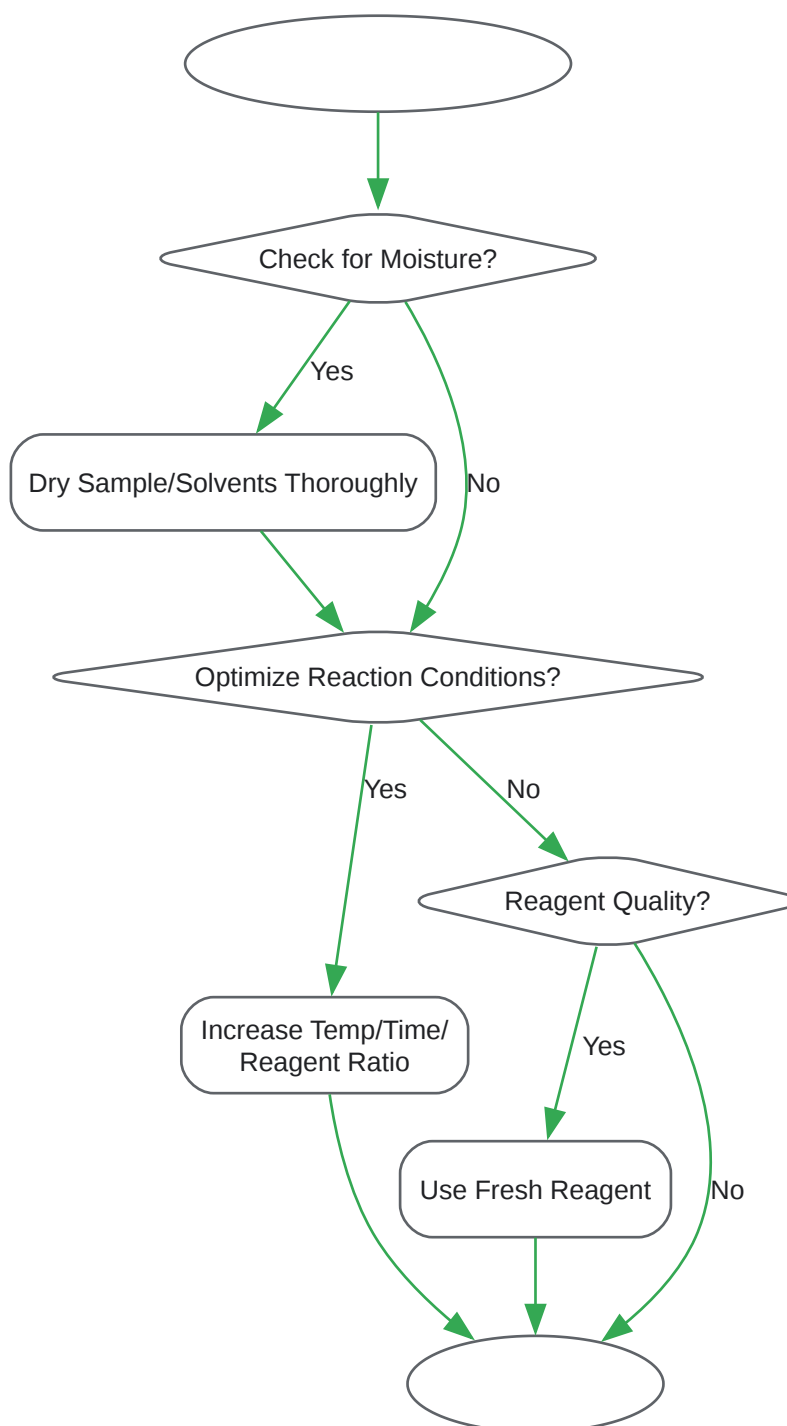 Check for Moisture?
Yes
Dry Sample/Solvents Thoroughly
No
Optimize Reaction Conditions?
Yes
No
Reagent Quality?
Increase Temp/Time/
Reagent Ratio
Yes
Use Fresh Reagent
No